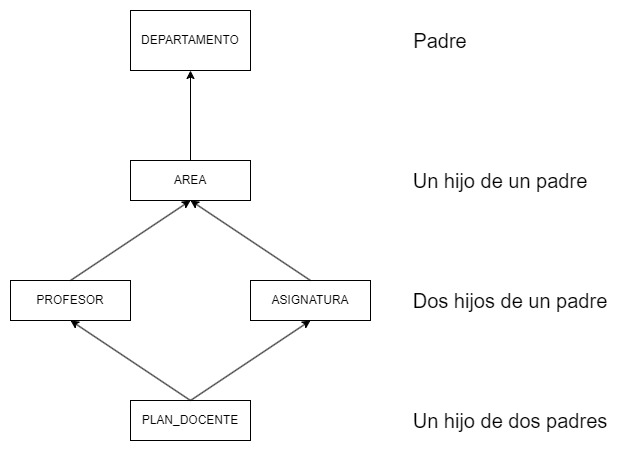 DEPARTAMENTO
Padre
AREA
Un hijo de un padre
PROFESOR
ASIGNATURA
Dos hijos de un padre
PLAN_DOCENTE
Un hijo de dos padres